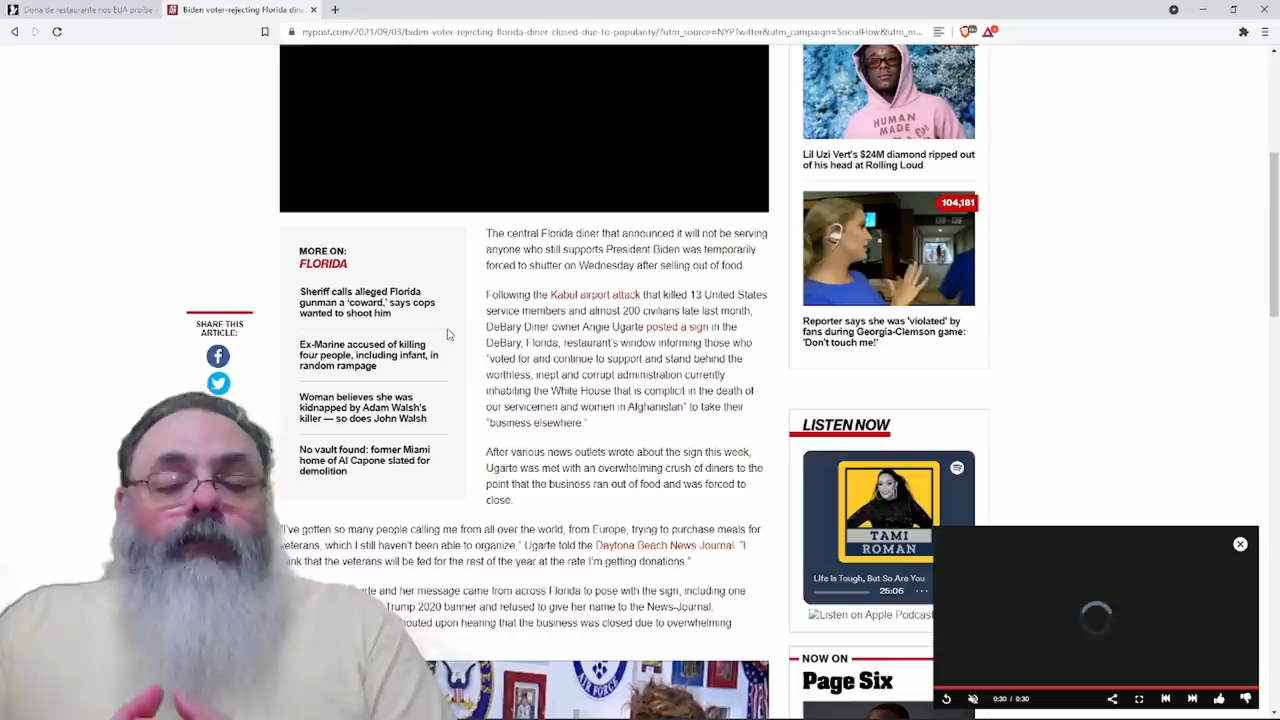 Dona de restaurante nos EUA proíbe
Biden voter-rejecting Florida dine
nypost.com/2021/09/03/biden-voter-rejecting-florida-diner-closed-due-to-popularity/?utm_source=NYPTwitter&utm_campaign=SocialFlow&utm_m...
HUMAN
MADE
Lil Uzi Vert's $24M diamond ripped out
of his head at Rolling Loud
104,181
Reporter says she was 'violated' by
fans during Georgia-Clemson game:
'Don't touch me!'
SHARE THIS
ARTICLE:
MORE ON:
FLORIDA
Sheriff calls alleged Florida
gunman a 'coward,' says cops
wanted to shoot him
Ex-Marine accused of killing
four people, including infant, in
random rampage
Woman believes she was
kidnapped by Adam Walsh's
killer — so does John Walsh
No vault found: former Miami
home of Al Capone slated for
demolition
The central Florida diner that announced it will not be serving
anyone who still supports President Biden was temporarily
forced to shutter on Wednesday after selling out of food.
Following the Kabul airport attack that killed 13 United States
service members and almost 200 civilians late last month,
DeBary Diner owner Angie Ugarte posted a sign in the
DeBary, Florida, restaurant's window informing those who
"voted for and continue to support and stand behind the
worthless, inept and corrupt administration currently
inhabiting the White House that is complicit in the death of
our servicemen and women in Afghanistan" to take their
"business elsewhere."
After various news outlets wrote about the sign this week,
Ugarte was met with an overwhelming crush of diners to the
point that the business ran out of food and was forced to
close.
"I've gotten so many people calling me from all over the world, from Europe, trying to purchase meals for
veterans, which I still haven't been able to organize," Ugarte told the Daytona Beach News Journal. "I
think that the veterans will be fed for the rest of the year at the rate I'm getting donations."
and her message came from across Florida to pose with the sign, including one
Trump 2020 banner and refused to give her name to the News-Journal.
upon hearing that the business was closed due to overwhelming
LISTEN NOW
TAMI
ROMAN
Life Is Tough, But So Are You
25:06
Listen on Apple Podcast
NOW ON
Page Six
0:30 / 0:30